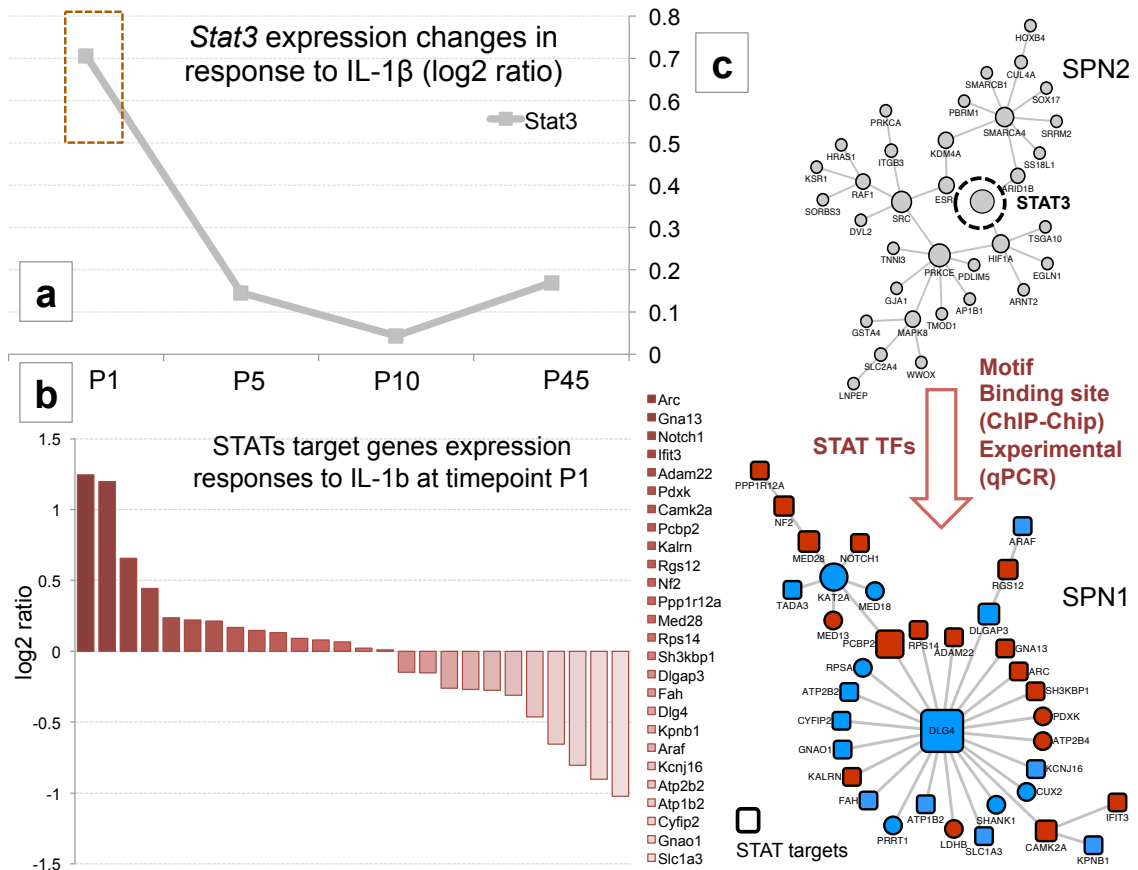 a
Stat3 expression changes in
response to IL-1β (log2 ratio)
Stat3
0.8
0.7
0.6
0.5
0.4
0.3
0.2
0.1
0
P1
P5
P10
P45
b
STATs target genes expression
responses to IL-1b at timepoint P1
log2 ratio
1.5
1
0.5
0
-0.5
-1
-1.5
Arc
Gna13
Notch1
Ifit3
Adam22
Pdxk
Camk2a
Pcbp2
Kalrn
Rgs12
Nf2
Ppp1r12a
Med28
Rps14
Sh3kbp1
Dlgap3
Fah
Dlg4
Kpnb1
Araf
Kcnj16
Atp2b2
Atp1b2
Cyfip2
Gnao1
Slc1a3
c
SPN2
HOXB4
CUL4A
SMARCB1
SOX17
PBRM1
SMARCA4
SRRM2
SS18L1
PRKCA
KDM4A
ITGB3
HRAS1
KSR1
RAF1
SORBS3
DVL2
SRC
ESR
ARID1B
STAT3
TSGA10
HIF1A
EGLN1
ARNT2
TNNI3
PRKCE
PDLIM5
GJA1
AP1B1
TMOD1
MAPK8
GSTA4
SLC2A4
WWOX
LNPEP
STAT TFs
Motif
Binding site
(ChIP-Chip)
Experimental
(qPCR)
SPN1
PPP1R12A
NF2
MED28
NOTCH1
KAT2A
TADA3
MED18
MED13
PCBP2
RPS14
ADAM22
ARAF
RGS12
DLGAP3
GNA13
ARC
SH3KBP1
PDXK
ATP2B4
KCNJ16
CUX2
RPSA
ATP2B2
CYFIP2
GNAO1
KALRN
FAH
DLG4
PRRT1
ATP1B2
LDHB
SHANK1
SLC1A3
CAMK2A
IFIT3
KPNB1
STAT targets